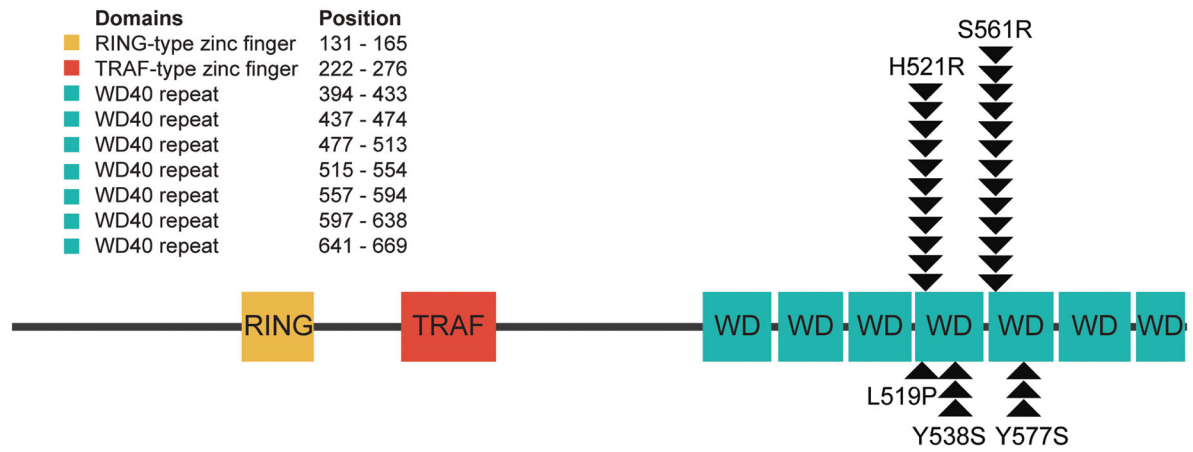 Domains Position
RING-type zinc finger 131 - 165
TRAF-type zinc finger 222 - 276
WD40 repeat 394 - 433
WD40 repeat 437 - 474
WD40 repeat 477 - 513
WD40 repeat 515 - 554
WD40 repeat 557 - 594
WD40 repeat 597 - 638
WD40 repeat 641 - 669
S561R
H521R
RING TRAF WD WD WD WD WD WD WD
L519P
Y538S Y577S